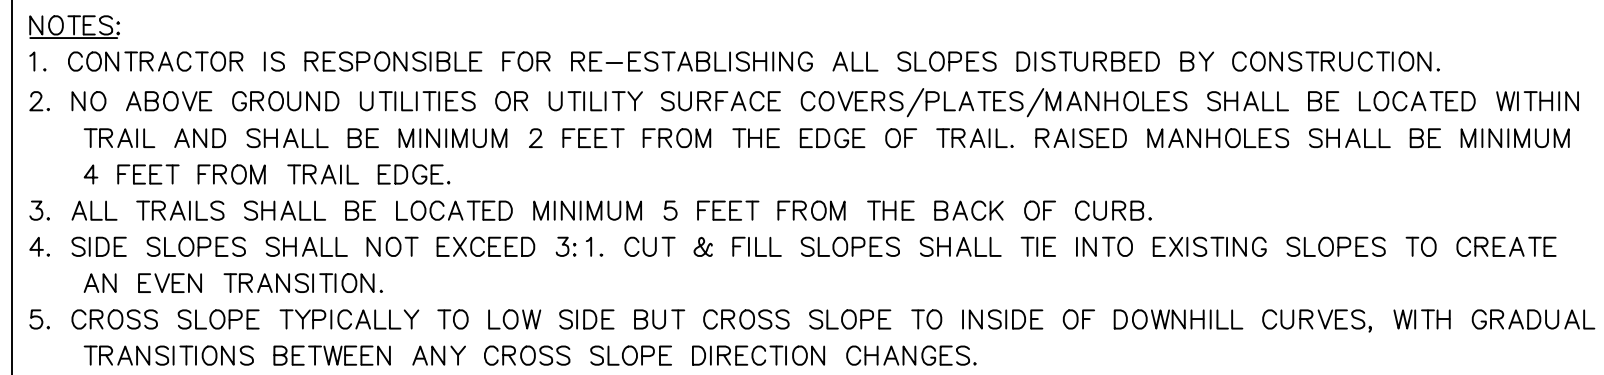 NOTES:
1. CONTRACTOR IS RESPONSIBLE FOR RE-ESTABLISHING ALL SLOPES DISTURBED BY CONSTRUCTION.
2. NO ABOVE GROUND UTILITIES OR UTILITY SURFACE COVERS/PLATES/MANHOLES SHALL BE LOCATED WITHIN
TRAIL AND SHALL BE MINIMUM 2 FEET FROM THE EDGE OF TRAIL. RAISED MANHOLES SHALL BE MINIMUM
4 FEET FROM TRAIL EDGE.
3. ALL TRAILS SHALL BE LOCATED MINIMUM 5 FEET FROM THE BACK OF CURB.
4. SIDE SLOPES SHALL NOT EXCEED 3:1. CUT & FILL SLOPES SHALL TIE INTO EXISTING SLOPES TO CREATE
AN EVEN TRANSITION.
5. CROSS SLOPE TYPICALLY TO LOW SIDE BUT CROSS SLOPE TO INSIDE OF DOWNHILL CURVES, WITH GRADUAL
TRANSITIONS BETWEEN ANY CROSS SLOPE DIRECTION CHANGES.